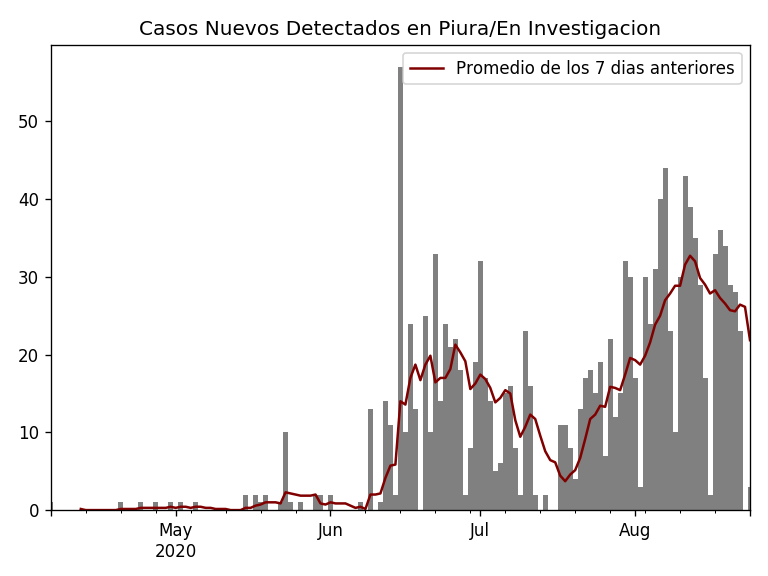 Casos Nuevos Detectados en Piura/En Investigacion
Promedio de los 7 dias anteriores
50
40
30
20
10
0
May
2020
Jun
Jul
Aug